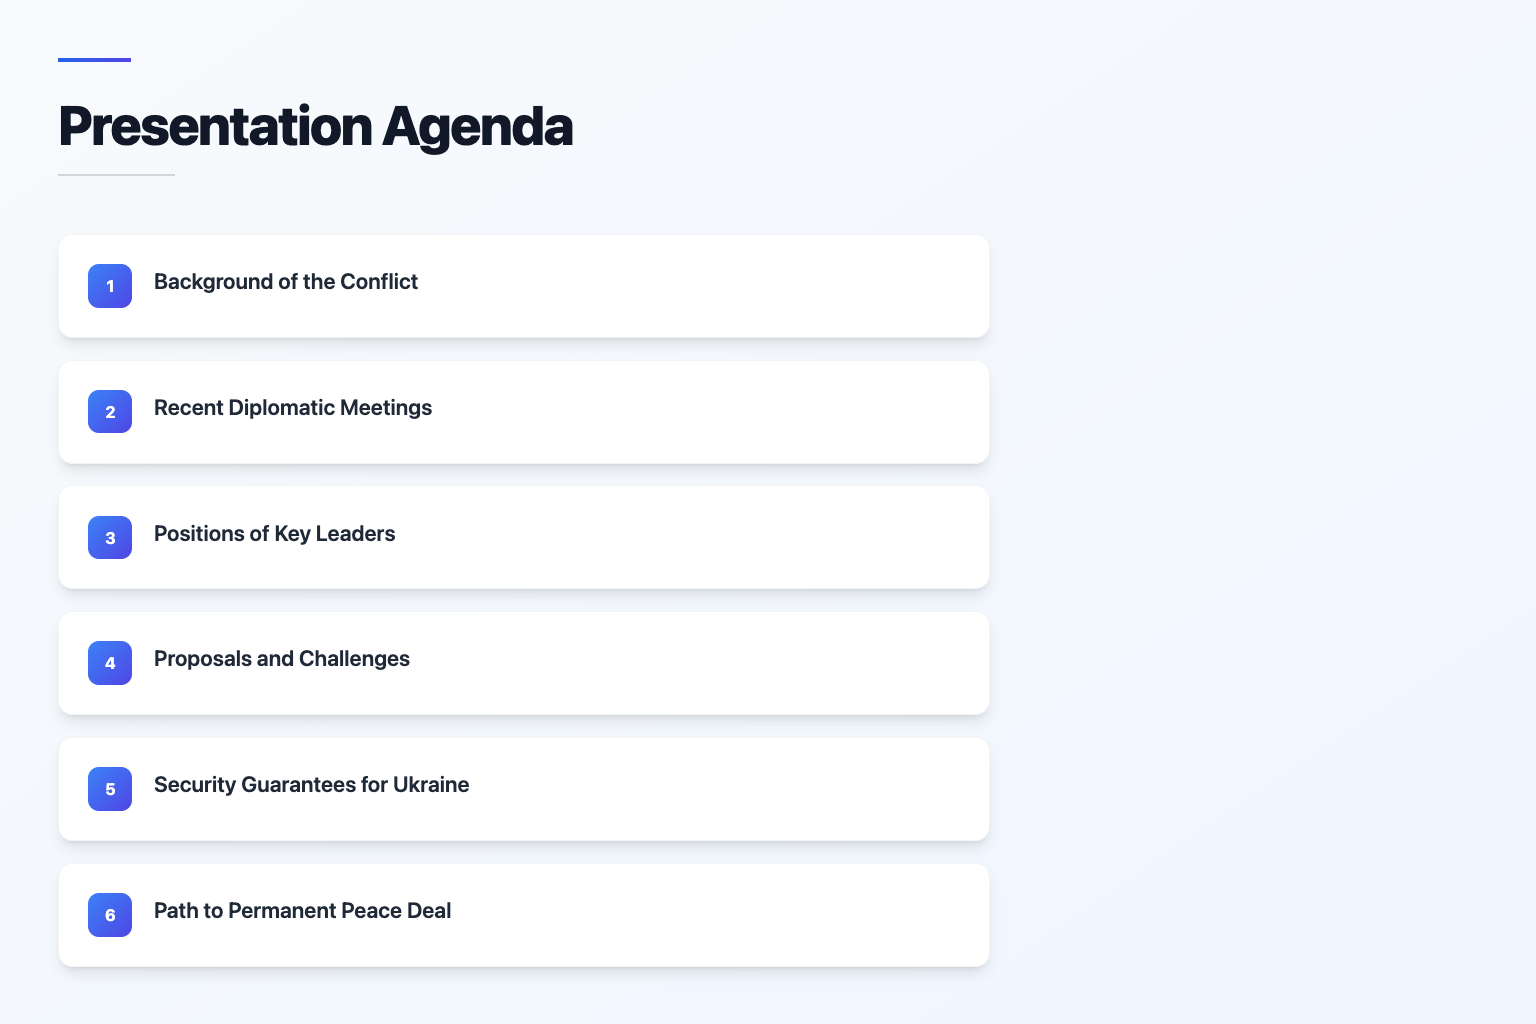 Presentation Agenda
1 Background of the Conflict
2 Recent Diplomatic Meetings
3 Positions of Key Leaders
4 Proposals and Challenges
5 Security Guarantees for Ukraine
6 Path to Permanent Peace Deal